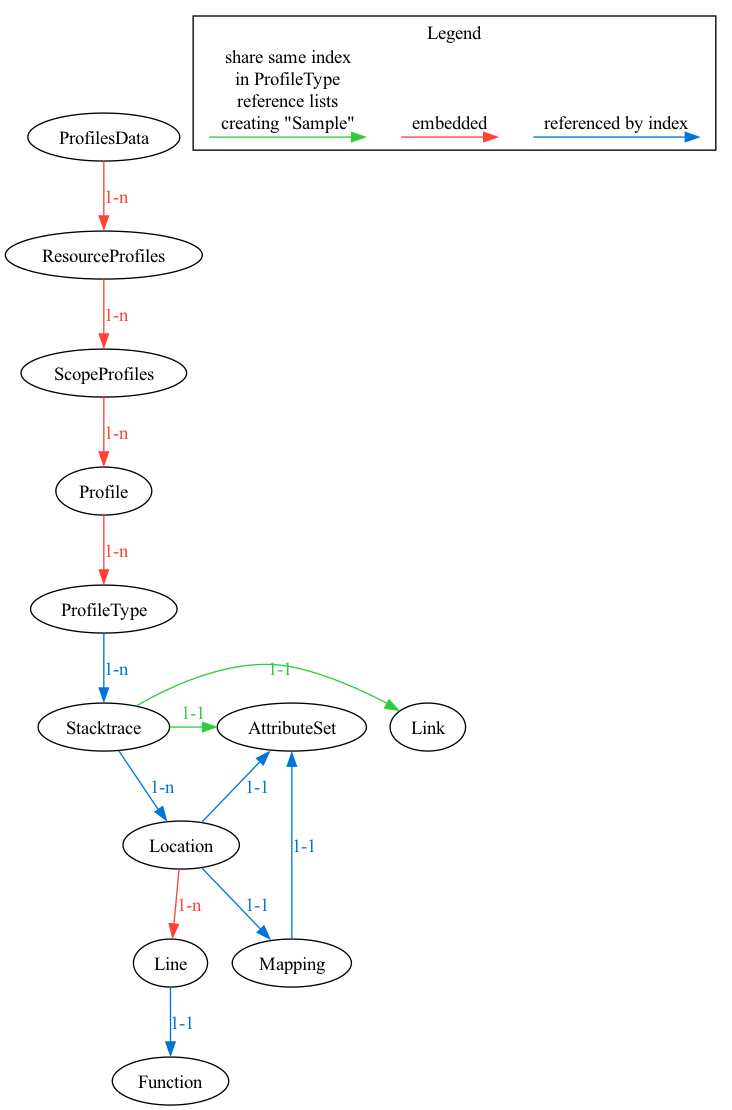 Legend
share same index
in ProfileType
reference lists
creating "Sample"
embedded
referenced by index
ProfilesData
1-n
ResourceProfiles
1-n
ScopeProfiles
1-n
Profile
1-n
ProfileType
1-n
1-1
Stacktrace
1-1
AttributeSet
Link
1-n
1-1
Location
1-1
1-n
1-1
Line
Mapping
1-1
Function